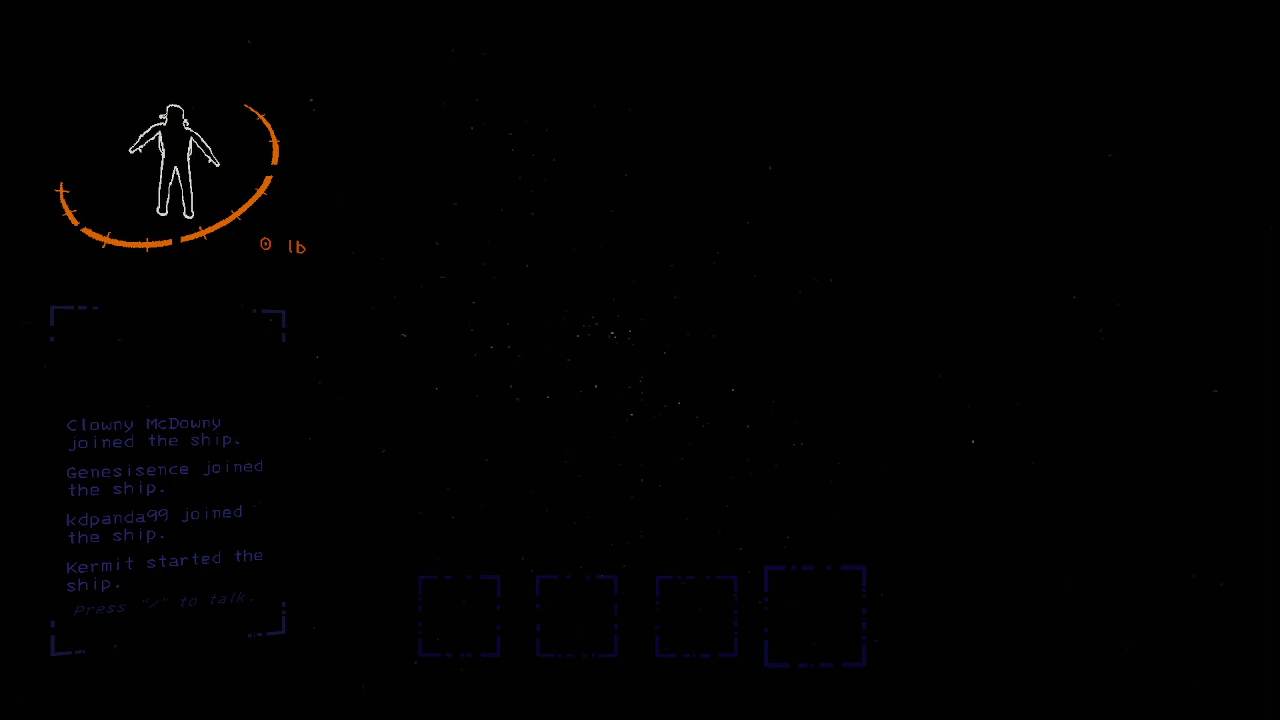 0 lb
Clowny McDowny
joined the ship.
Genesisence joined
the ship.
kdpanda99 joined
the ship.
Kermit started the
ship.
Press "/" to talk.